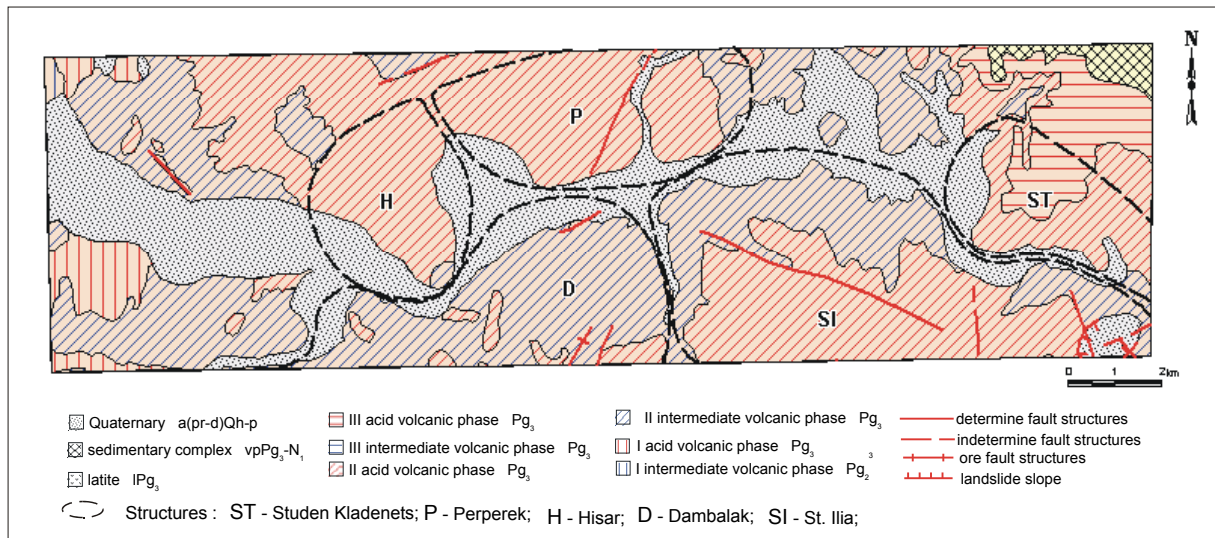 N
P
H
ST
D
SI
0 1 2km
Quaternary a(pr-d)Qh-p
sedimentary complex vpPg3-N1
latite lPg3
III acid volcanic phase Pg3
III intermediate volcanic phase Pg3
II acid volcanic phase Pg3
II intermediate volcanic phase Pg3
I acid volcanic phase Pg 3
I intermediate volcanic phase Pg2
determine fault structures
indetermine fault structures
ore fault structures
landslide slope
Structures : ST - Studen Kladenets; P - Perperek; H - Hisar; D - Dambalak; SI - St. Ilia;